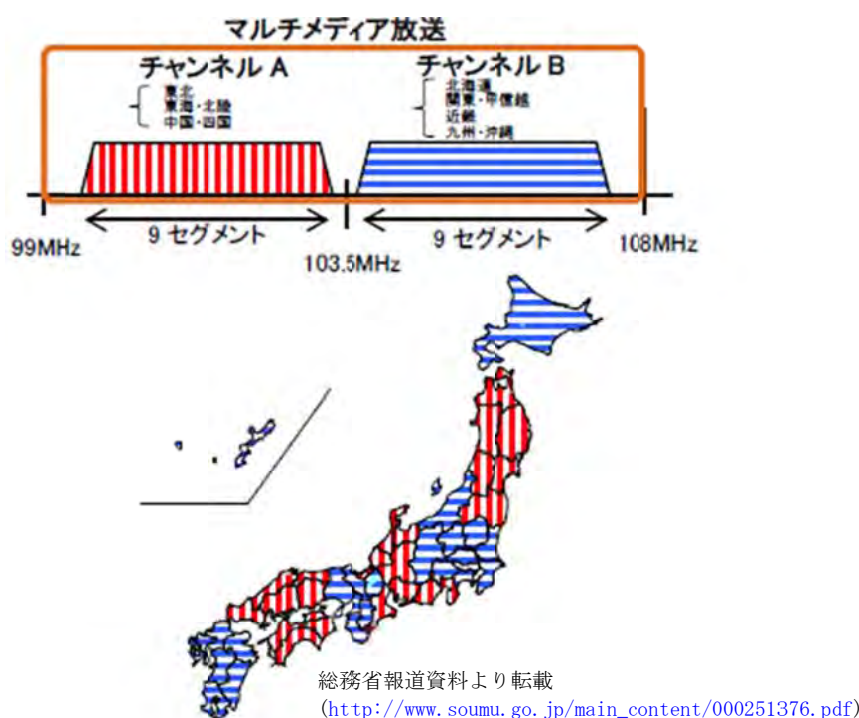 マルチメディア放送
チャンネル A
東北
東海・北陸
中国・四国
チャンネル B
北海道
関東・甲信越
近畿
九州・沖縄
9 セグメント
9 セグメント
99MHz
103.5MHz
108MHz
総務省報道資料より転載
(http://www.soumu.go.jp/main_content/000251376.pdf)